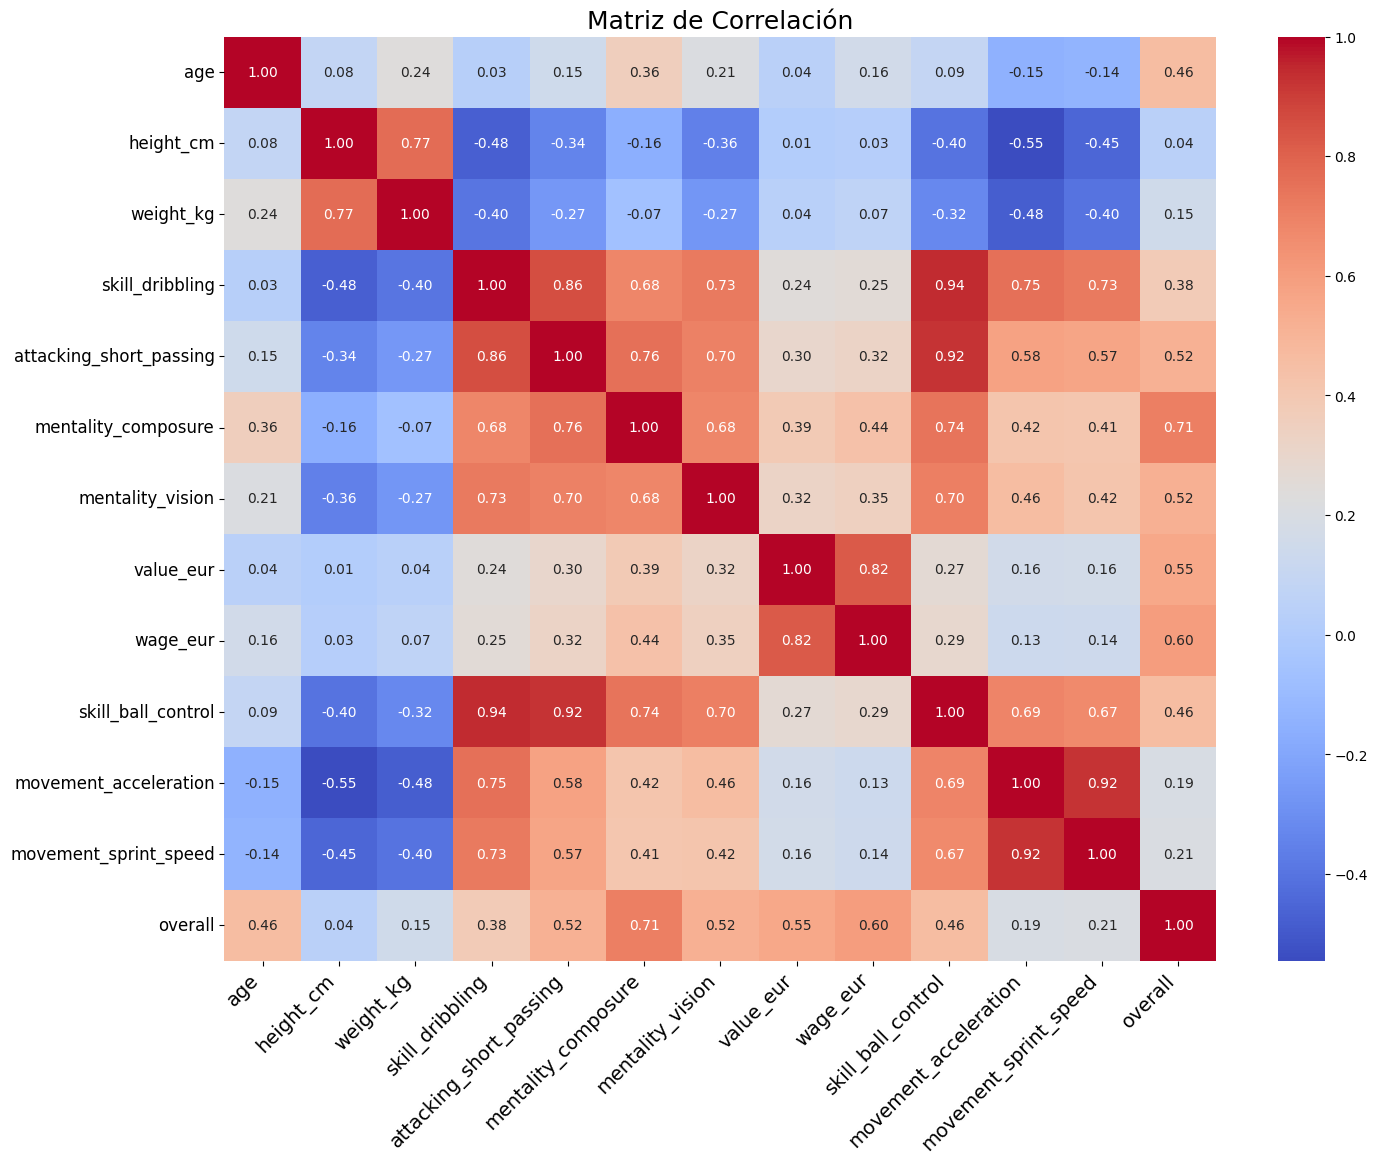 Matriz de Correlación
age 1.00 0.08 0.24 0.03 0.15 0.36 0.21 0.04 0.16 0.09 -0.15 -0.14 0.46
height_cm 0.08 1.00 0.77 -0.48 -0.34 -0.16 -0.36 0.01 0.03 -0.40 -0.55 -0.45 0.04
weight_kg 0.24 0.77 1.00 -0.40 -0.27 -0.07 -0.27 0.04 0.07 -0.32 -0.48 -0.40 0.15
skill_dribbling 0.03 -0.48 -0.40 1.00 0.86 0.68 0.73 0.24 0.25 0.94 0.75 0.73 0.38
attacking_short_passing 0.15 -0.34 -0.27 0.86 1.00 0.76 0.70 0.30 0.32 0.92 0.58 0.57 0.52
mentality_composure 0.36 -0.16 -0.07 0.68 0.76 1.00 0.68 0.39 0.44 0.74 0.42 0.41 0.71
mentality_vision 0.21 -0.36 -0.27 0.73 0.70 0.68 1.00 0.32 0.35 0.70 0.46 0.42 0.52
value_eur 0.04 0.01 0.04 0.24 0.30 0.39 0.32 1.00 0.82 0.27 0.16 0.16 0.55
wage_eur 0.16 0.03 0.07 0.25 0.32 0.44 0.35 0.82 1.00 0.29 0.13 0.14 0.60
skill_ball_control 0.09 -0.40 -0.32 0.94 0.92 0.74 0.70 0.27 0.29 1.00 0.69 0.67 0.46
movement_acceleration -0.15 -0.55 -0.48 0.75 0.58 0.42 0.46 0.16 0.13 0.69 1.00 0.92 0.19
movement_sprint_speed -0.14 -0.45 -0.40 0.73 0.57 0.41 0.42 0.16 0.14 0.67 0.92 1.00 0.21
overall 0.46 0.04 0.15 0.38 0.52 0.71 0.52 0.55 0.60 0.46 0.19 0.21 1.00
age
height_cm
weight_kg
skill_dribbling
attacking_short_passing
mentality_composure
mentality_vision
value_eur
wage_eur
skill_ball_control
movement_acceleration
movement_sprint_speed
overall
1.0
0.8
0.6
0.4
0.2
0.0
−0.2
−0.4